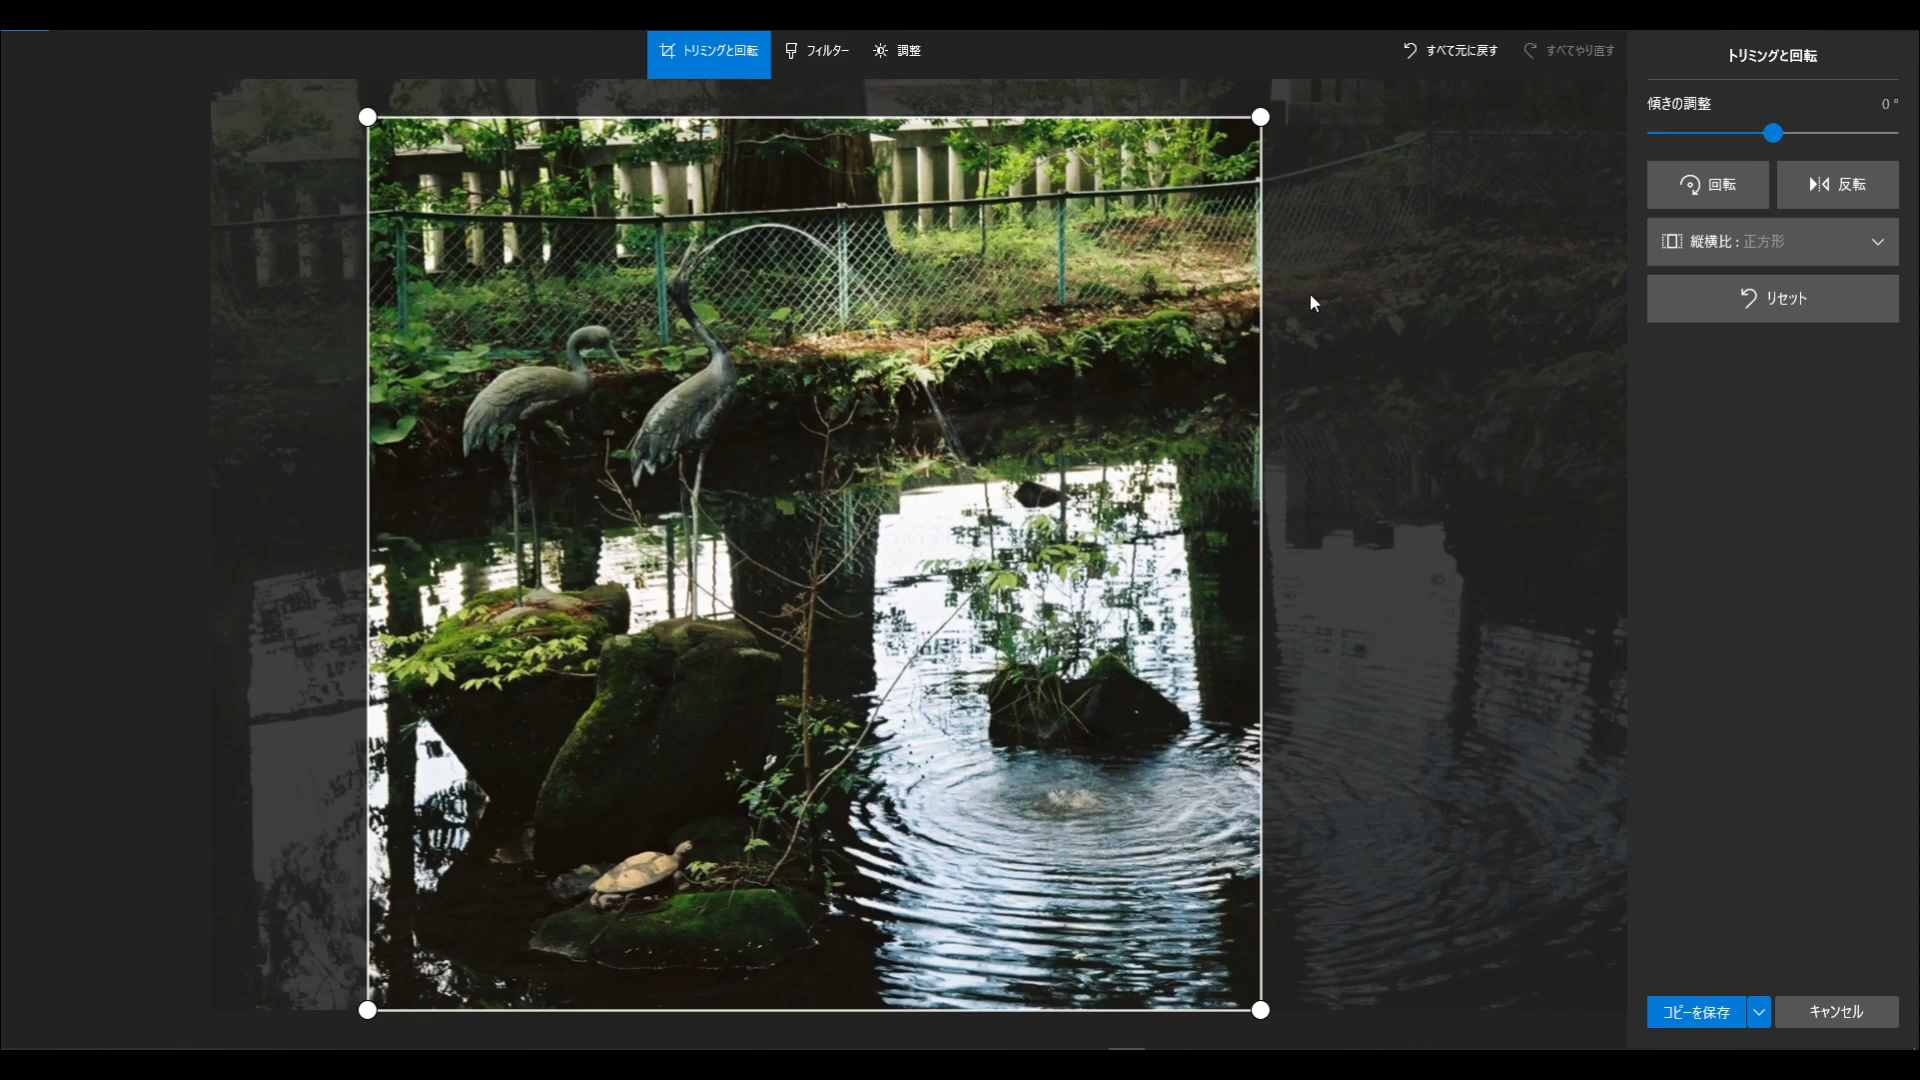 トリミングと回転
フィルター
調整
すべて元に戻す
すべてやり直す
トリミングと回転
傾きの調整 0 °
回転
反転
縦横比 : 正方形
リセット
コピーを保存
キャンセル